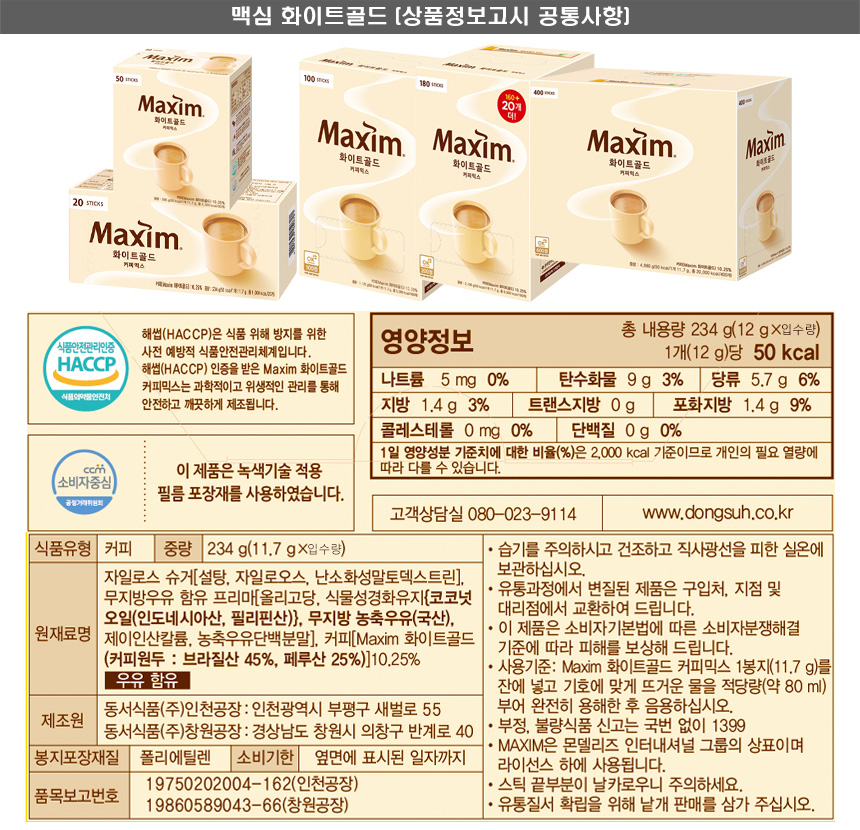 맥심 화이트골드 (상품정보고시 공통사항)
50 STICKS
Maxim
화이트골드
커피믹스
20 STICKS
Maxim
화이트골드
커피믹스
100 STICKS
Maxim
화이트골드
커피믹스
180 STICKS
160+
20개
더!
Maxim
화이트골드
커피믹스
400 STICKS
Maxim
화이트골드
커피믹스
400 STICKS
Maxim
화이트골드
커피믹스
식품안전관리인증
HACCP
식품의약품안전처
해썹(HACCP)은 식품 위해 방지를 위한
사전 예방적 식품안전관리체계입니다.
해썹(HACCP) 인증을 받은 Maxim 화이트골드
커피믹스는 과학적이고 위생적인 관리를 통해
안전하고 깨끗하게 제조됩니다.
ccm
소비자중심
공정거래위원회
이 제품은 녹색기술 적용
필름 포장재를 사용하였습니다.
영양정보
총 내용량 234 g(12 g×입수량)
1개(12 g)당 50 kcal
나트륨 5 mg 0% 탄수화물 9 g 3% 당류 5.7 g 6%
지방 1.4 g 3% 트랜스지방 0 g 포화지방 1.4 g 9%
콜레스테롤 0 mg 0% 단백질 0 g 0%
1일 영양성분 기준치에 대한 비율(%)은 2,000 kcal 기준이므로 개인의 필요 열량에
따라 다를 수 있습니다.
고객상담실 080-023-9114
www.dongsuh.co.kr
식품유형 커피 중량 234 g(11.7 g×입수량)
원재료명
자일로스 슈거[설탕, 자일로오스, 난소화성말토덱스트린],
무지방우유 함유 프리마[올리고당, 식물성경화유지{코코넛
오일(인도네시아산, 필리핀산)}, 무지방 농축우유(국산),
제이인산칼륨, 농축우유단백분말], 커피[Maxim 화이트골드
(커피원두 : 브라질산 45%, 페루산 25%)]10.25%
우유 함유
제조원
동서식품(주)인천공장 : 인천광역시 부평구 새벌로 55
동서식품(주)창원공장 : 경상남도 창원시 의창구 반계로 40
봉지포장재질 폴리에틸렌 소비기한 옆면에 표시된 일자까지
품목보고번호
19750202004-162(인천공장)
19860589043-66(창원공장)
• 습기를 주의하시고 건조하고 직사광선을 피한 실온에
보관하십시오.
• 유통과정에서 변질된 제품은 구입처, 지점 및
대리점에서 교환하여 드립니다.
• 이 제품은 소비자기본법에 따른 소비자분쟁해결
기준에 따라 피해를 보상해 드립니다.
• 사용기준: Maxim 화이트골드 커피믹스 1봉지(11.7 g)를
잔에 넣고 기호에 맞게 뜨거운 물을 적당량(약 80 ml)
부어 완전히 용해한 후 음용하십시오.
• 부정, 불량식품 신고는 국번 없이 1399
• MAXIM은 몬델리즈 인터내셔널 그룹의 상표이며
라이선스 하에 사용됩니다.
• 스틱 끝부분이 날카로우니 주의하세요.
• 유통질서 확립을 위해 낱개 판매를 삼가 주십시오.